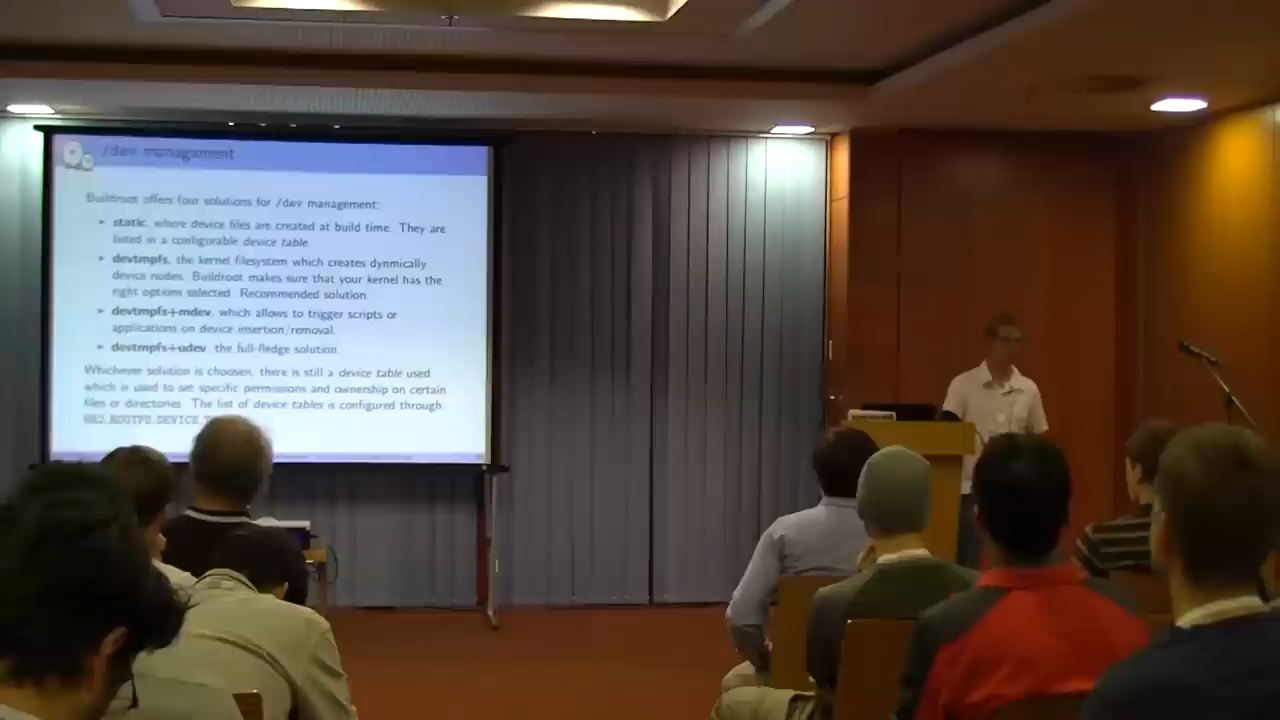 /dev managament
Buildroot offers four solutions for /dev management:
static, where device files are created at build time. They are
listed in a configurable device table.
devtmpfs, the kernel filesystem which creates dynmically
device nodes. Buildroot makes sure that your kernel has the
right options selected. Recommended solution.
devtmpfs+mdev, which allows to trigger scripts or
applications on device insertion/removal.
devtmpfs+udev, the full-fledge solution.
Whichever solution is choosen, there is still a device table used
which is used to set specific permissions and ownership on certain
files or directories. The list of device tables is configured through
BR2_ROOTFS_DEVICE